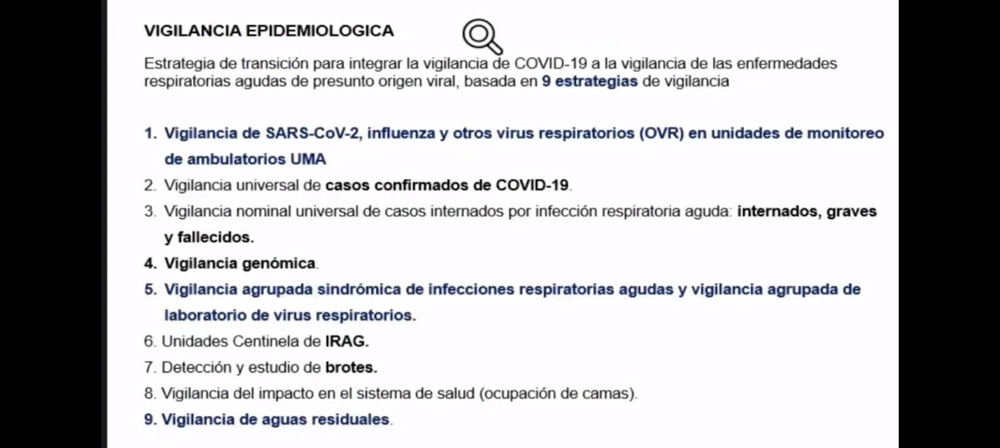 VIGILANCIA EPIDEMIOLOGICA
Estrategia de transición para integrar la vigilancia de COVID-19 a la vigilancia de las enfermedades
respiratorias agudas de presunto origen viral, basada en 9 estrategias de vigilancia
1. Vigilancia de SARS-CoV-2, influenza y otros virus respiratorios (OVR) en unidades de monitoreo
de ambulatorios UMA
2. Vigilancia universal de casos confirmados de COVID-19.
3. Vigilancia nominal universal de casos internados por infección respiratoria aguda: internados, graves
y fallecidos.
4. Vigilancia genómica.
5. Vigilancia agrupada sindrómica de infecciones respiratorias agudas y vigilancia agrupada de
laboratorio de virus respiratorios.
6. Unidades Centinela de IRAG.
7. Detección y estudio de brotes.
8. Vigilancia del impacto en el sistema de salud (ocupación de camas).
9. Vigilancia de aguas residuales.